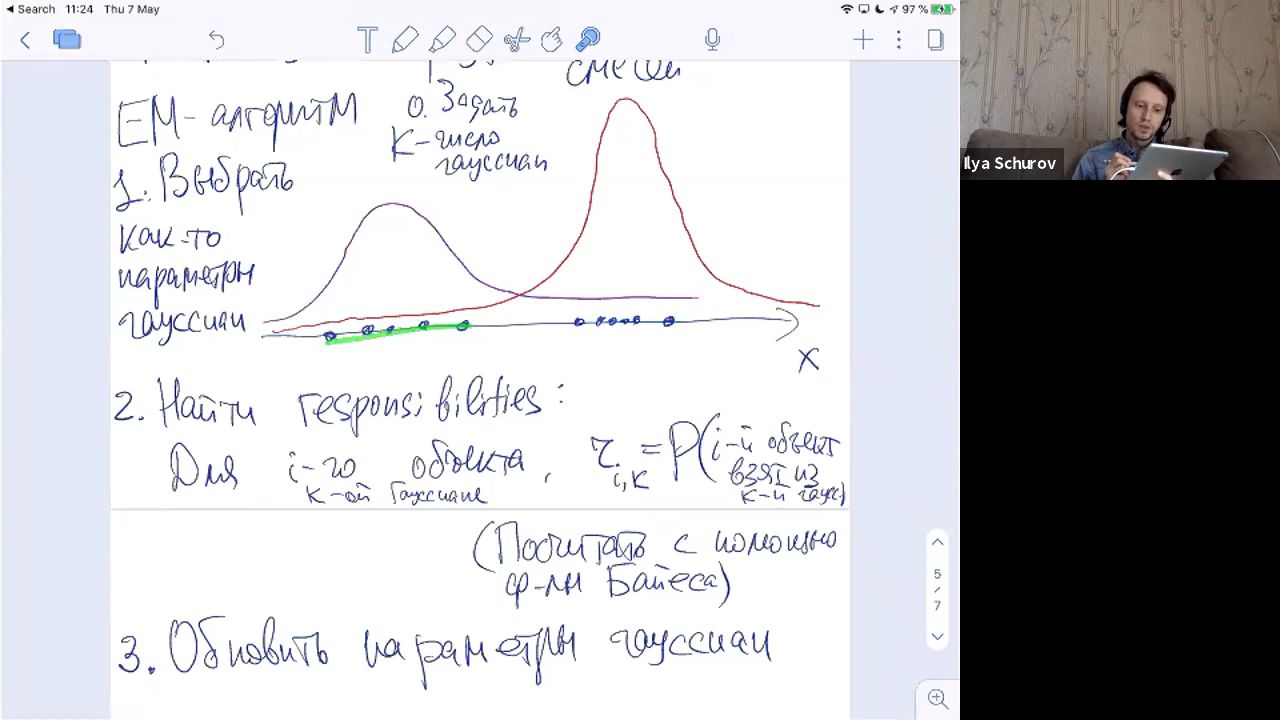 Search 11:24 Thu 7 May 97 %
T
смеси
EM-алгоритм
0. Задать
K-число
гауссиан
1. Выбрать
как-то
параметры
гауссиан
X
2. Найти responsibilities:
Для i-го объекта, r i,k = P(i-й объект
взят из
k-ой гауссиане
k-й гаусс)
(Посчитать с помощью
ф-лы Байеса)
3. Обновить параметры гауссиан
5
/
7
Ilya Schurov